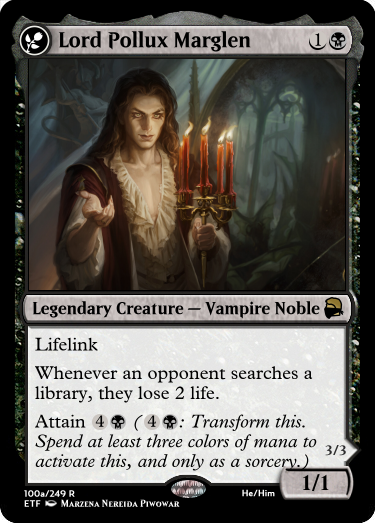 Lord Pollux Marglen 1
Legendary Creature — Vampire Noble
Lifelink
Whenever an opponent searches a
library, they lose 2 life.
Attain 4 ( 4 : Transform this.
Spend at least three colors of mana to
activate this, and only as a sorcery.)
3/3
1/1
100a/249 R
He/Him
ETF Marzena Nereida Piwowar